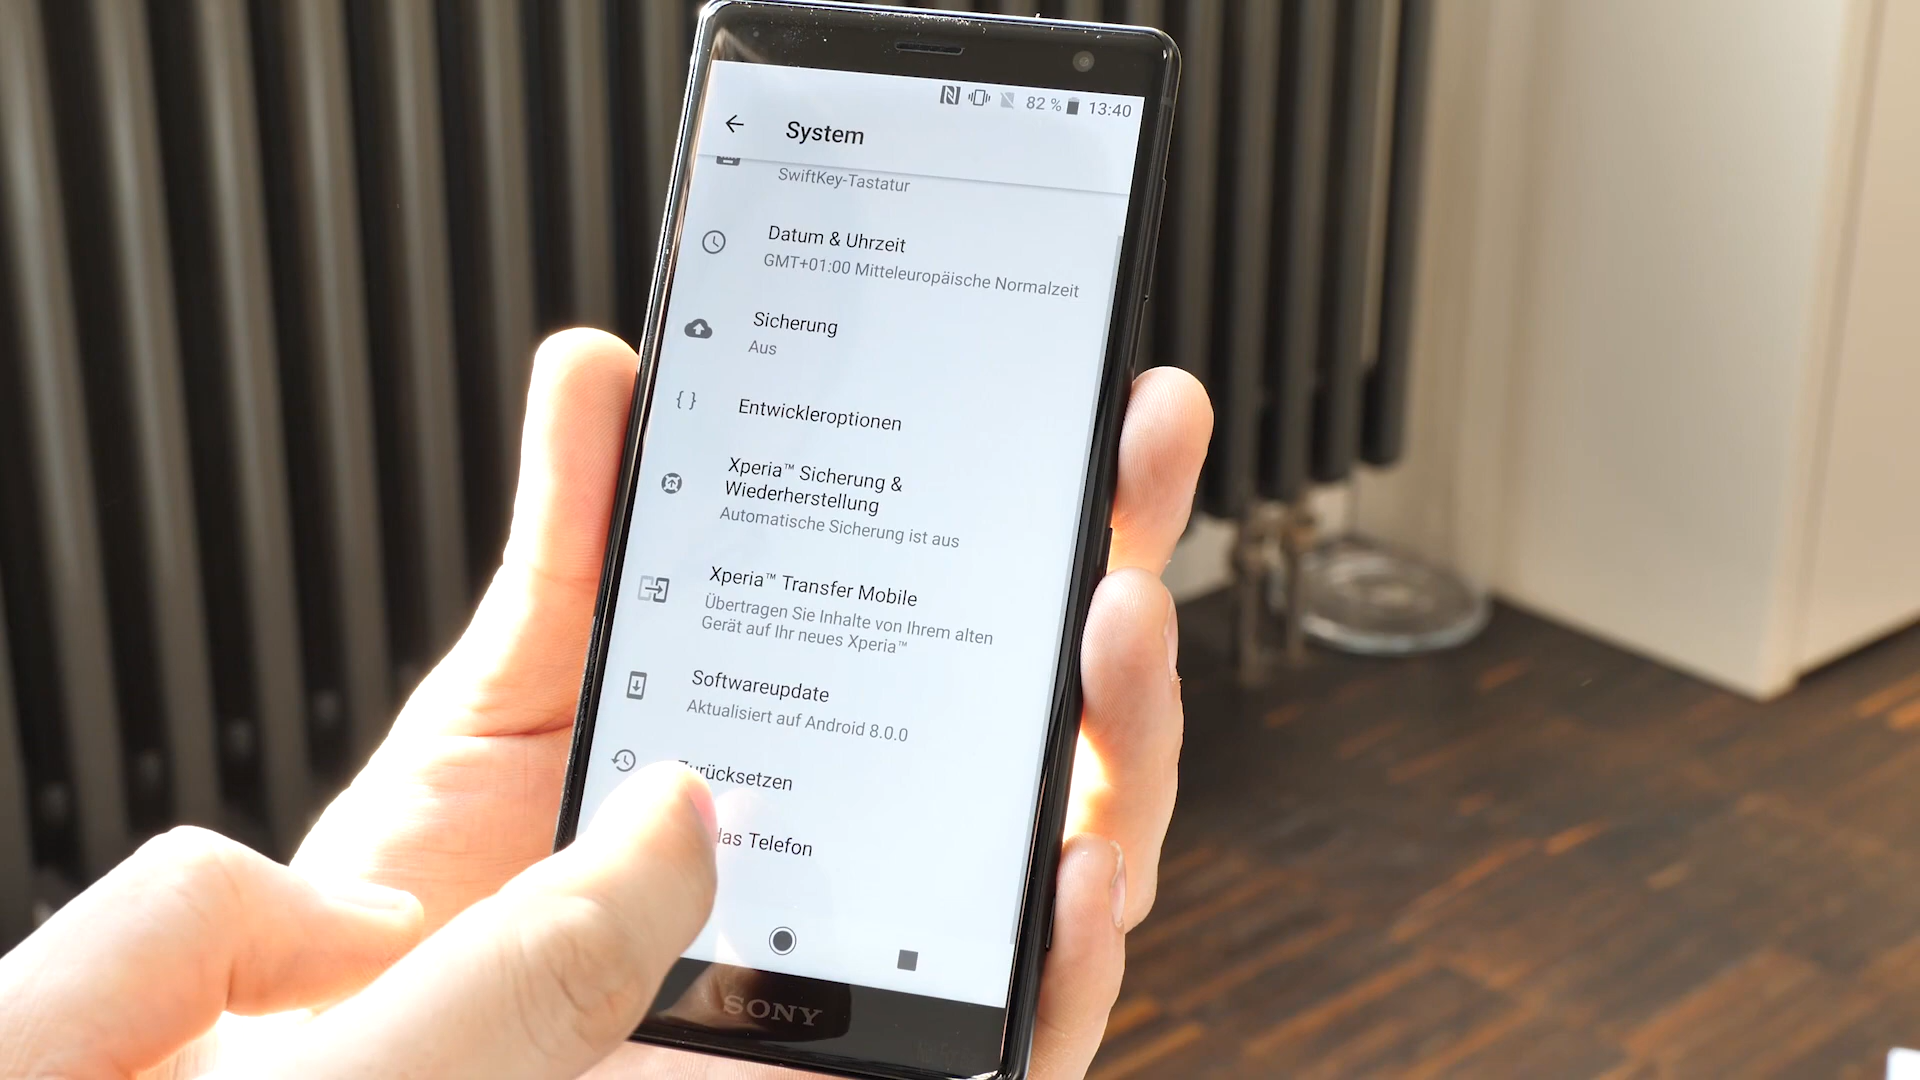 82 % 13:40
System
SwiftKey-Tastatur
Datum & Uhrzeit
GMT+01:00 Mitteleuropäische Normalzeit
Sicherung
Aus
{ } Entwickleroptionen
Xperia™ Sicherung &
Wiederherstellung
Automatische Sicherung ist aus
Xperia™ Transfer Mobile
Übertragen Sie Inhalte von Ihrem alten
Gerät auf Ihr neues Xperia™
Softwareupdate
Aktualisiert auf Android 8.0.0
Zurücksetzen
das Telefon
SONY